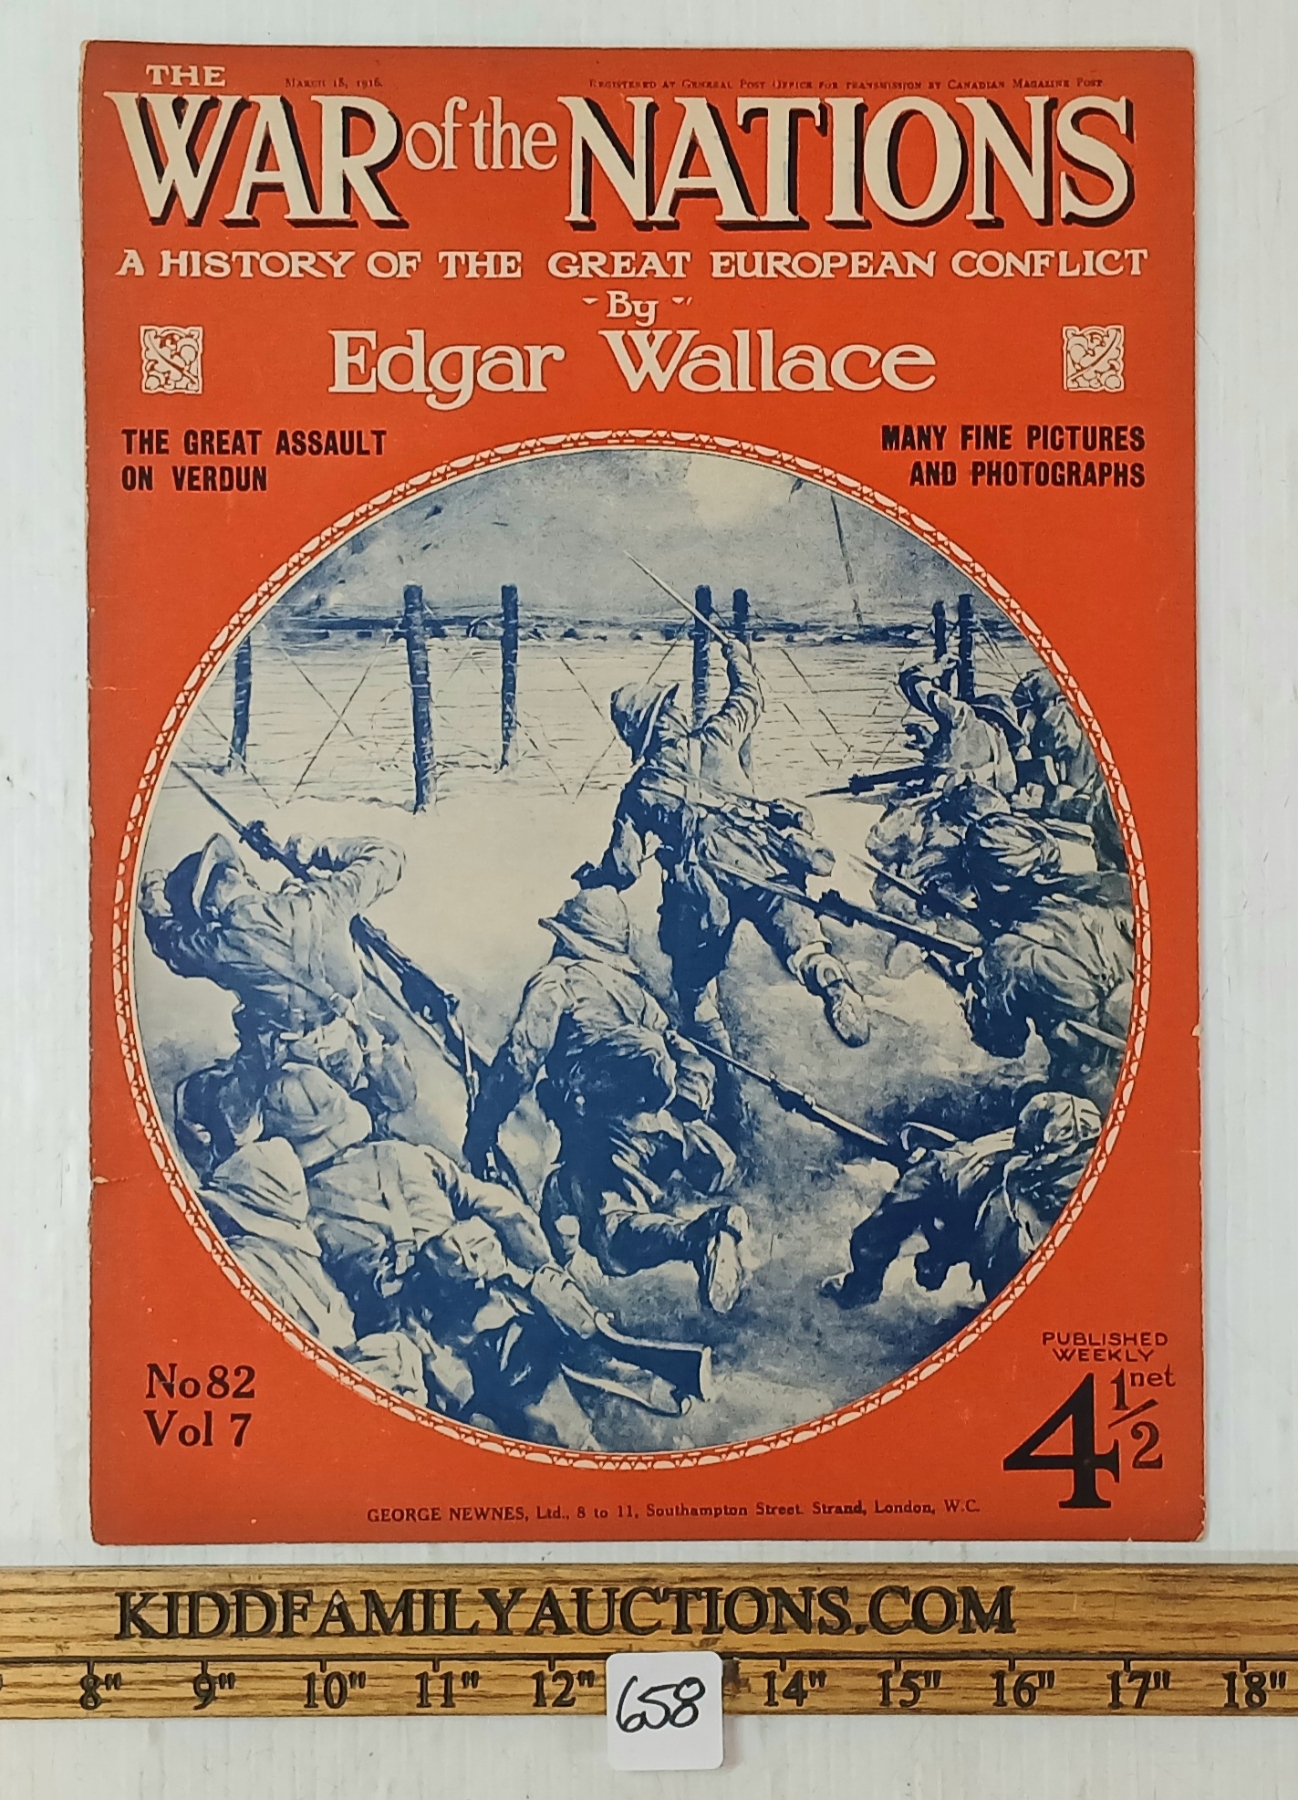 THE
March 18, 1916.
Registered at General Post Office for transmission by Canadian Magazine Post
WAR of the NATIONS
A HISTORY OF THE GREAT EUROPEAN CONFLICT
- By -
Edgar Wallace
THE GREAT ASSAULT
ON VERDUN
MANY FINE PICTURES
AND PHOTOGRAPHS
No 82
Vol 7
PUBLISHED
WEEKLY
4 1/2 net
GEORGE NEWNES, Ltd., 8 to 11, Southampton Street. Strand, London, W.C.
KIDDFAMILYAUCTIONS.COM
8" 9" 10" 11" 12" 14" 15" 16" 17" 18"
658